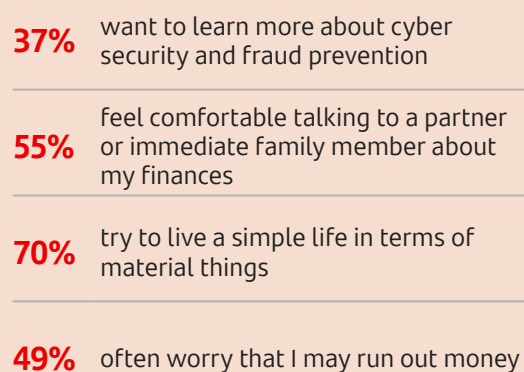 37%
want to learn more about cyber
security and fraud prevention
55%
feel comfortable talking to a partner
or immediate family member about
my finances
70%
try to live a simple life in terms of
material things
49%
often worry that I may run out money